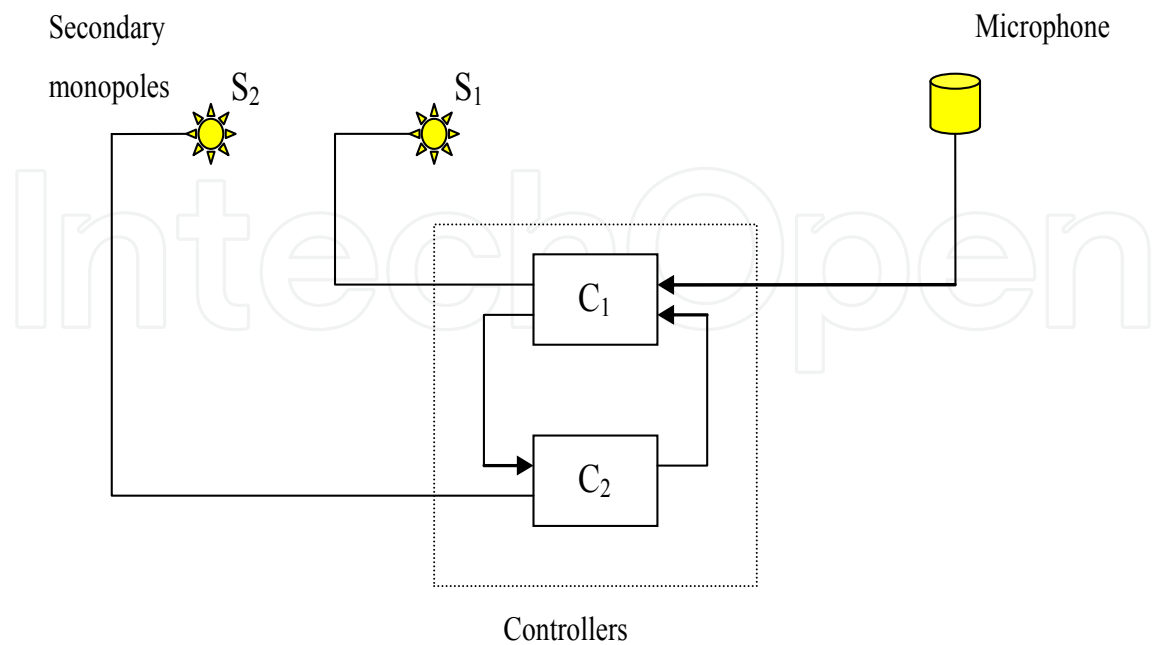 Secondary
monopoles
S2
S1
Microphone
IntechOpen
C1
C2
Controllers